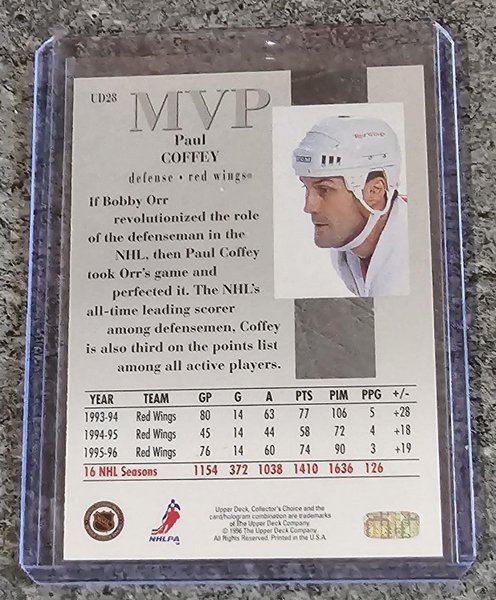 UD28
MVP
Paul
COFFEY
defense • red wings®
If Bobby Orr
revolutionized the role
of the defenseman in the
NHL, then Paul Coffey
took Orr's game and
perfected it. The NHL's
all-time leading scorer
among defensemen, Coffey
is also third on the points list
among all active players.
YEAR TEAM GP G A PTS PIM PPG +/-
1993-94 Red Wings 80 14 63 77 106 5 +28
1994-95 Red Wings 45 14 44 58 72 4 +18
1995-96 Red Wings 76 14 60 74 90 3 +19
16 NHL Seasons 1154 372 1038 1410 1636 126
NHLPA
Upper Deck, Collector's Choice and the
card/hologram combination are trademarks
of The Upper Deck Company.
© 1996 The Upper Deck Company.
All Rights Reserved. Printed in the U.S.A.